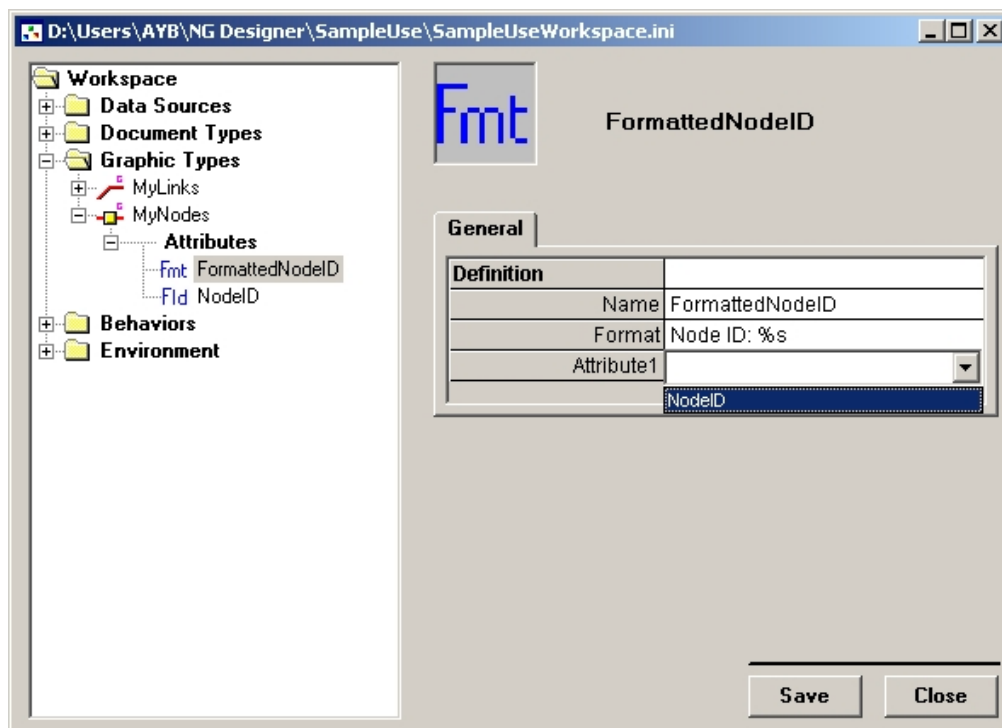 D:\Users\AYB\NG Designer\SampleUse\SampleUseWorkspace.ini
Workspace
Data Sources
Document Types
Graphic Types
MyLinks
MyNodes
Attributes
Fmt FormattedNodeID
Fld NodeID
Behaviors
Environment
Fmt FormattedNodeID
General
Definition
Name FormattedNodeID
Format Node ID: %s
Attribute1
NodeID
Save Close